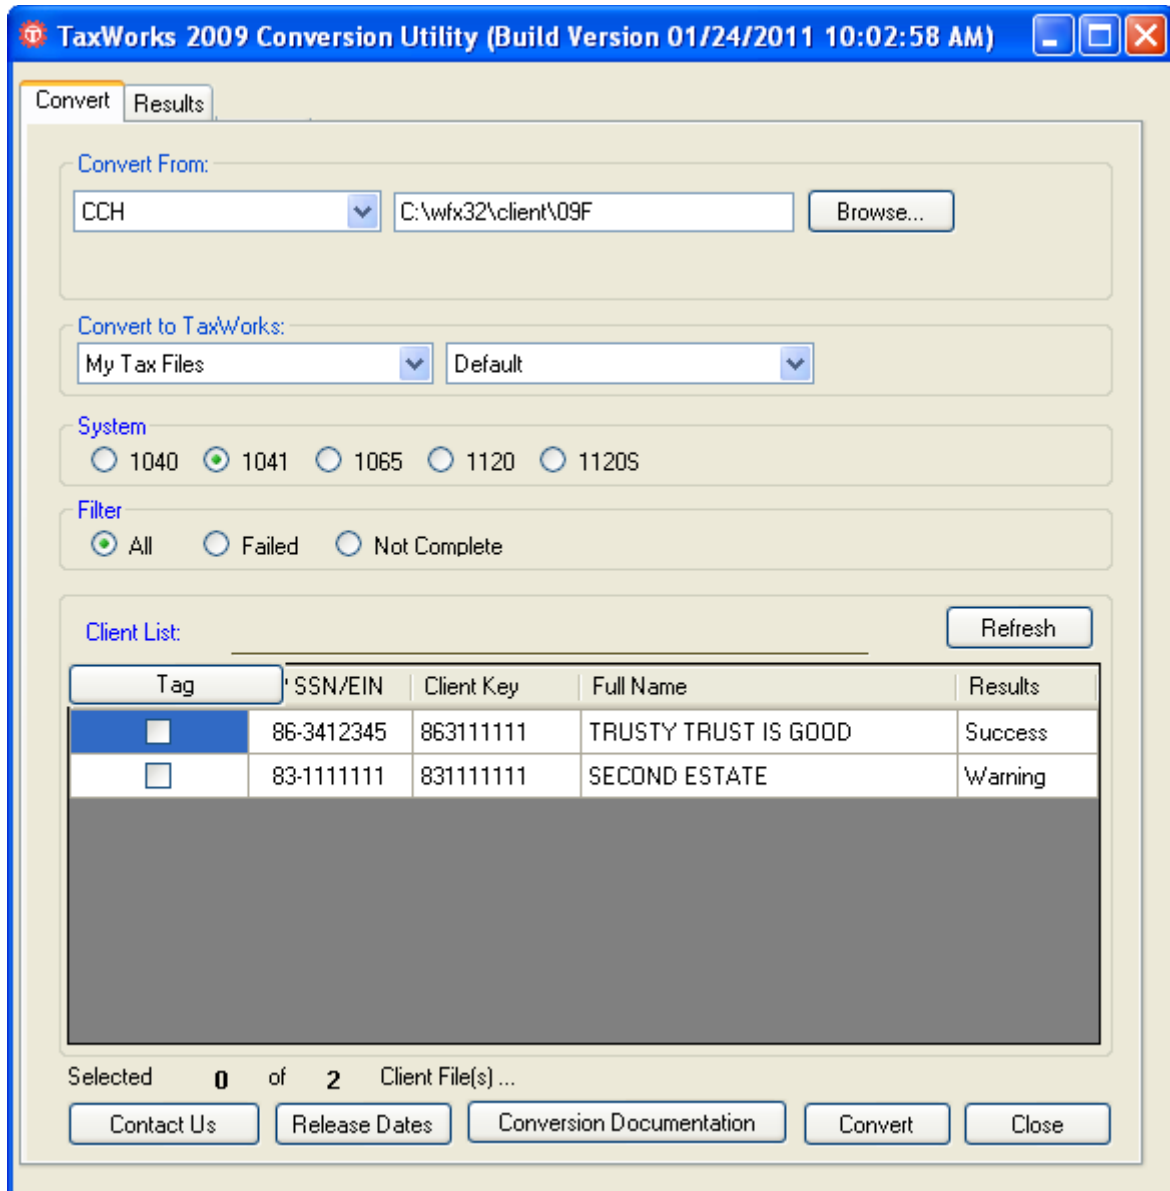 TaxWorks 2009 Conversion Utility (Build Version 01/24/2011 10:02:58 AM)
Convert Results
Convert From:
CCH C:\wfx32\client\09F Browse...
Convert to TaxWorks:
My Tax Files Default
System
1040 1041 1065 1120 1120S
Filter
All Failed Not Complete
Client List: Refresh
Tag SSN/EIN Client Key Full Name Results
86-3412345 863111111 TRUSTY TRUST IS GOOD Success
83-1111111 831111111 SECOND ESTATE Warning
Selected 0 of 2 Client File(s) ...
Contact Us Release Dates Conversion Documentation Convert Close